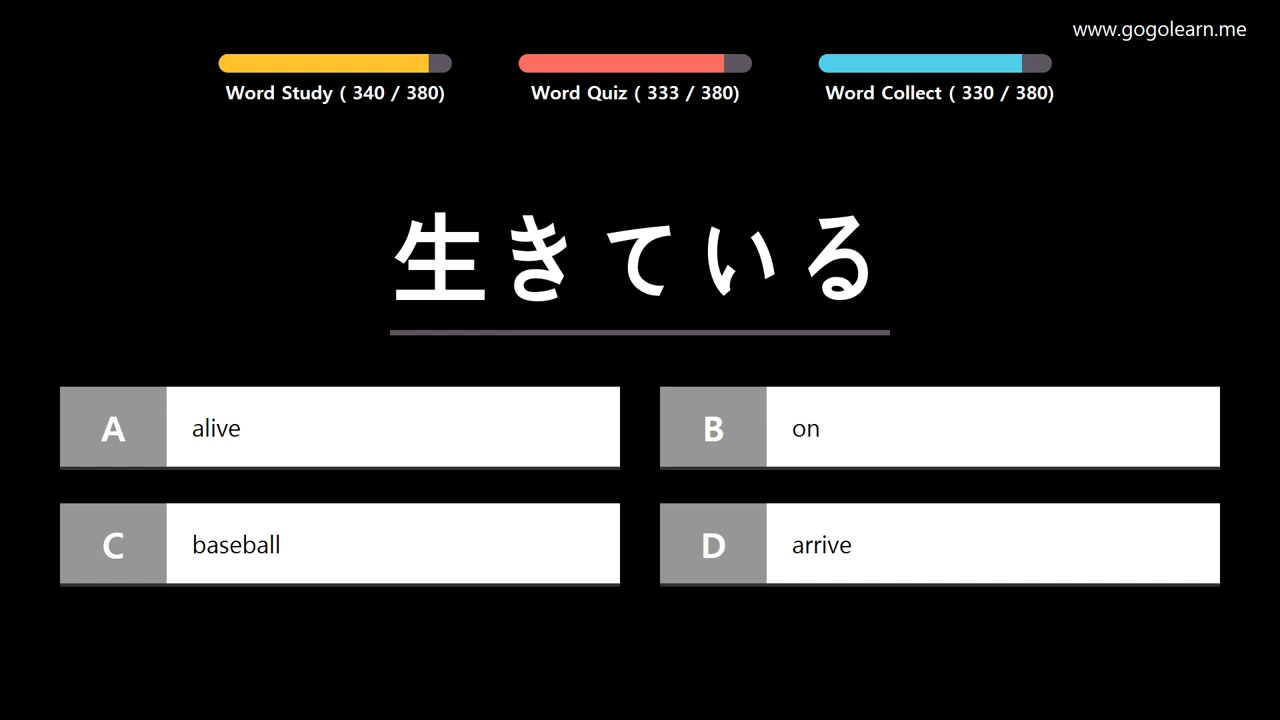 www.gogolearn.me
Word Study ( 340 / 380)
Word Quiz ( 333 / 380)
Word Collect ( 330 / 380)
生きている
A alive
B on
C baseball
D arrive